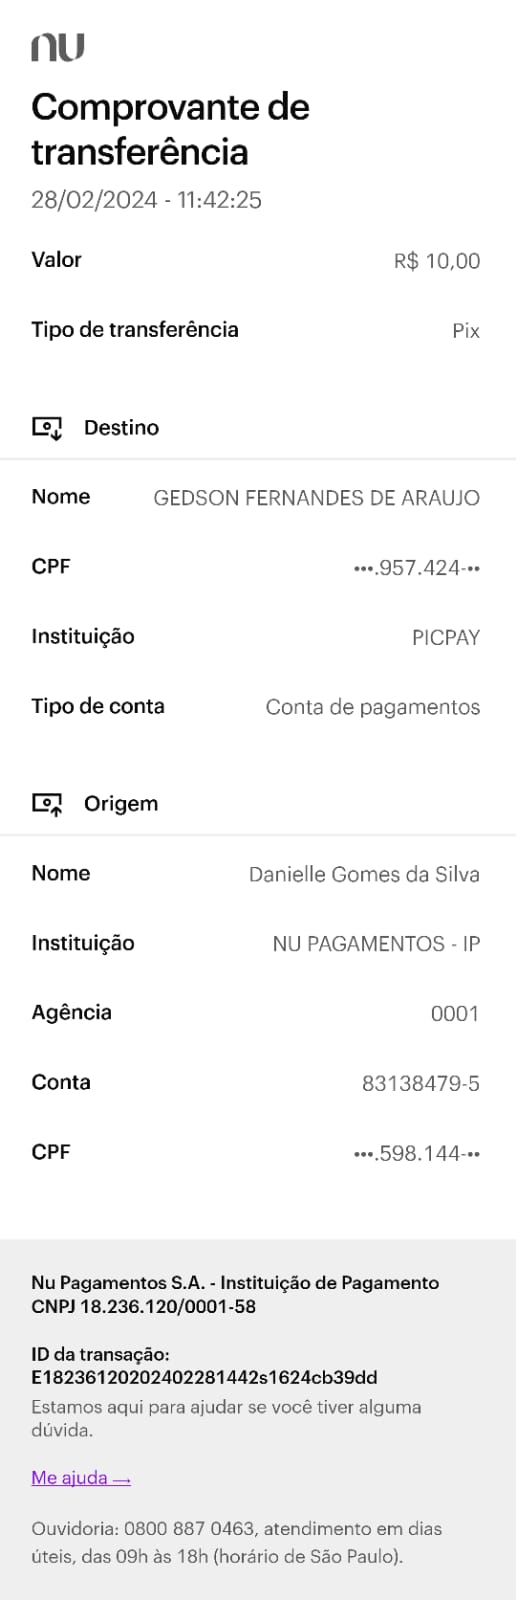 nu
Comprovante de
transferência
28/02/2024 - 11:42:25
Valor R$ 10,00
Tipo de transferência Pix
Destino
Nome GEDSON FERNANDES DE ARAUJO
CPF •••.957.424-••
Instituição PICPAY
Tipo de conta Conta de pagamentos
Origem
Nome Danielle Gomes da Silva
Instituição NU PAGAMENTOS - IP
Agência 0001
Conta 83138479-5
CPF •••.598.144-••
Nu Pagamentos S.A. - Instituição de Pagamento
CNPJ 18.236.120/0001-58
ID da transação:
E18236120202402281442s1624cb39dd
Estamos aqui para ajudar se você tiver alguma
dúvida.
Me ajuda →
Ouvidoria: 0800 887 0463, atendimento em dias
úteis, das 09h às 18h (horário de São Paulo).